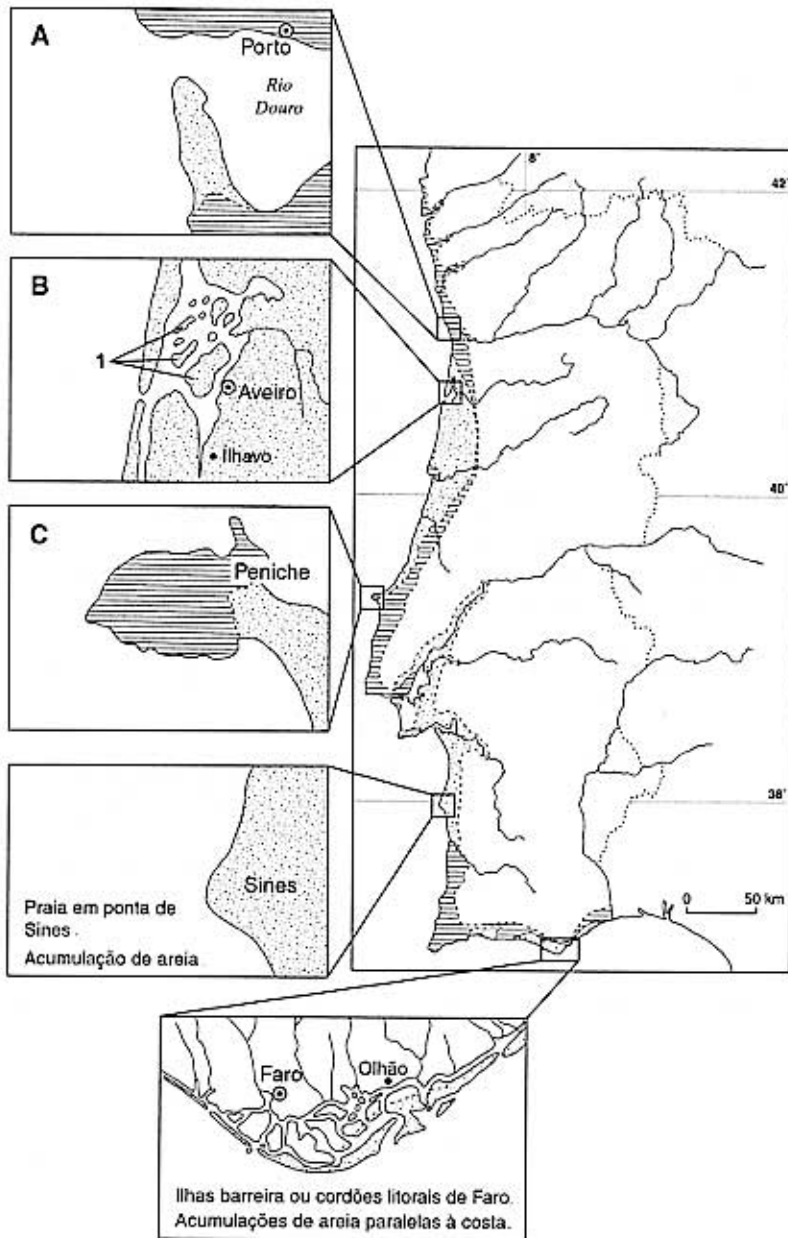 A
Porto
Rio
Douro
B
1
Aveiro
Ílhavo
C
Peniche
Sines
Praia em ponta de
Sines.
Acumulação de areia
8°
42°
40°
38°
0 50 km
Faro
Olhão
Ilhas barreira ou cordões litorais de Faro.
Acumulações de areia paralelas à costa.